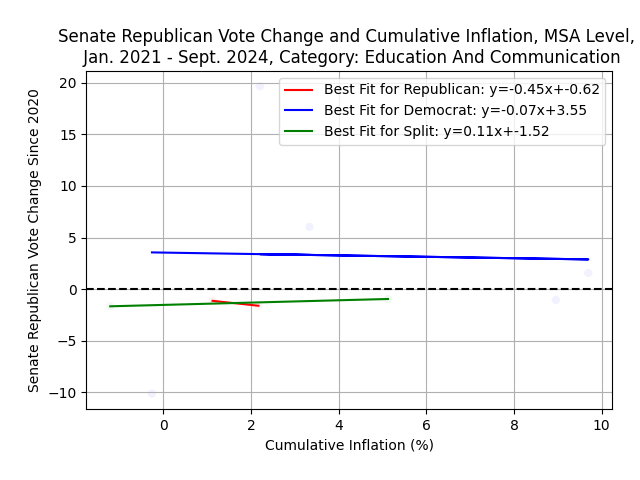 Senate Republican Vote Change and Cumulative Inflation, MSA Level,
Jan. 2021 - Sept. 2024, Category: Education And Communication
Best Fit for Republican: y=-0.45x+-0.62
Best Fit for Democrat: y=-0.07x+3.55
Best Fit for Split: y=0.11x+-1.52
Senate Republican Vote Change Since 2020
20
15
10
5
0
−5
−10
0 2 4 6 8 10
Cumulative Inflation (%)